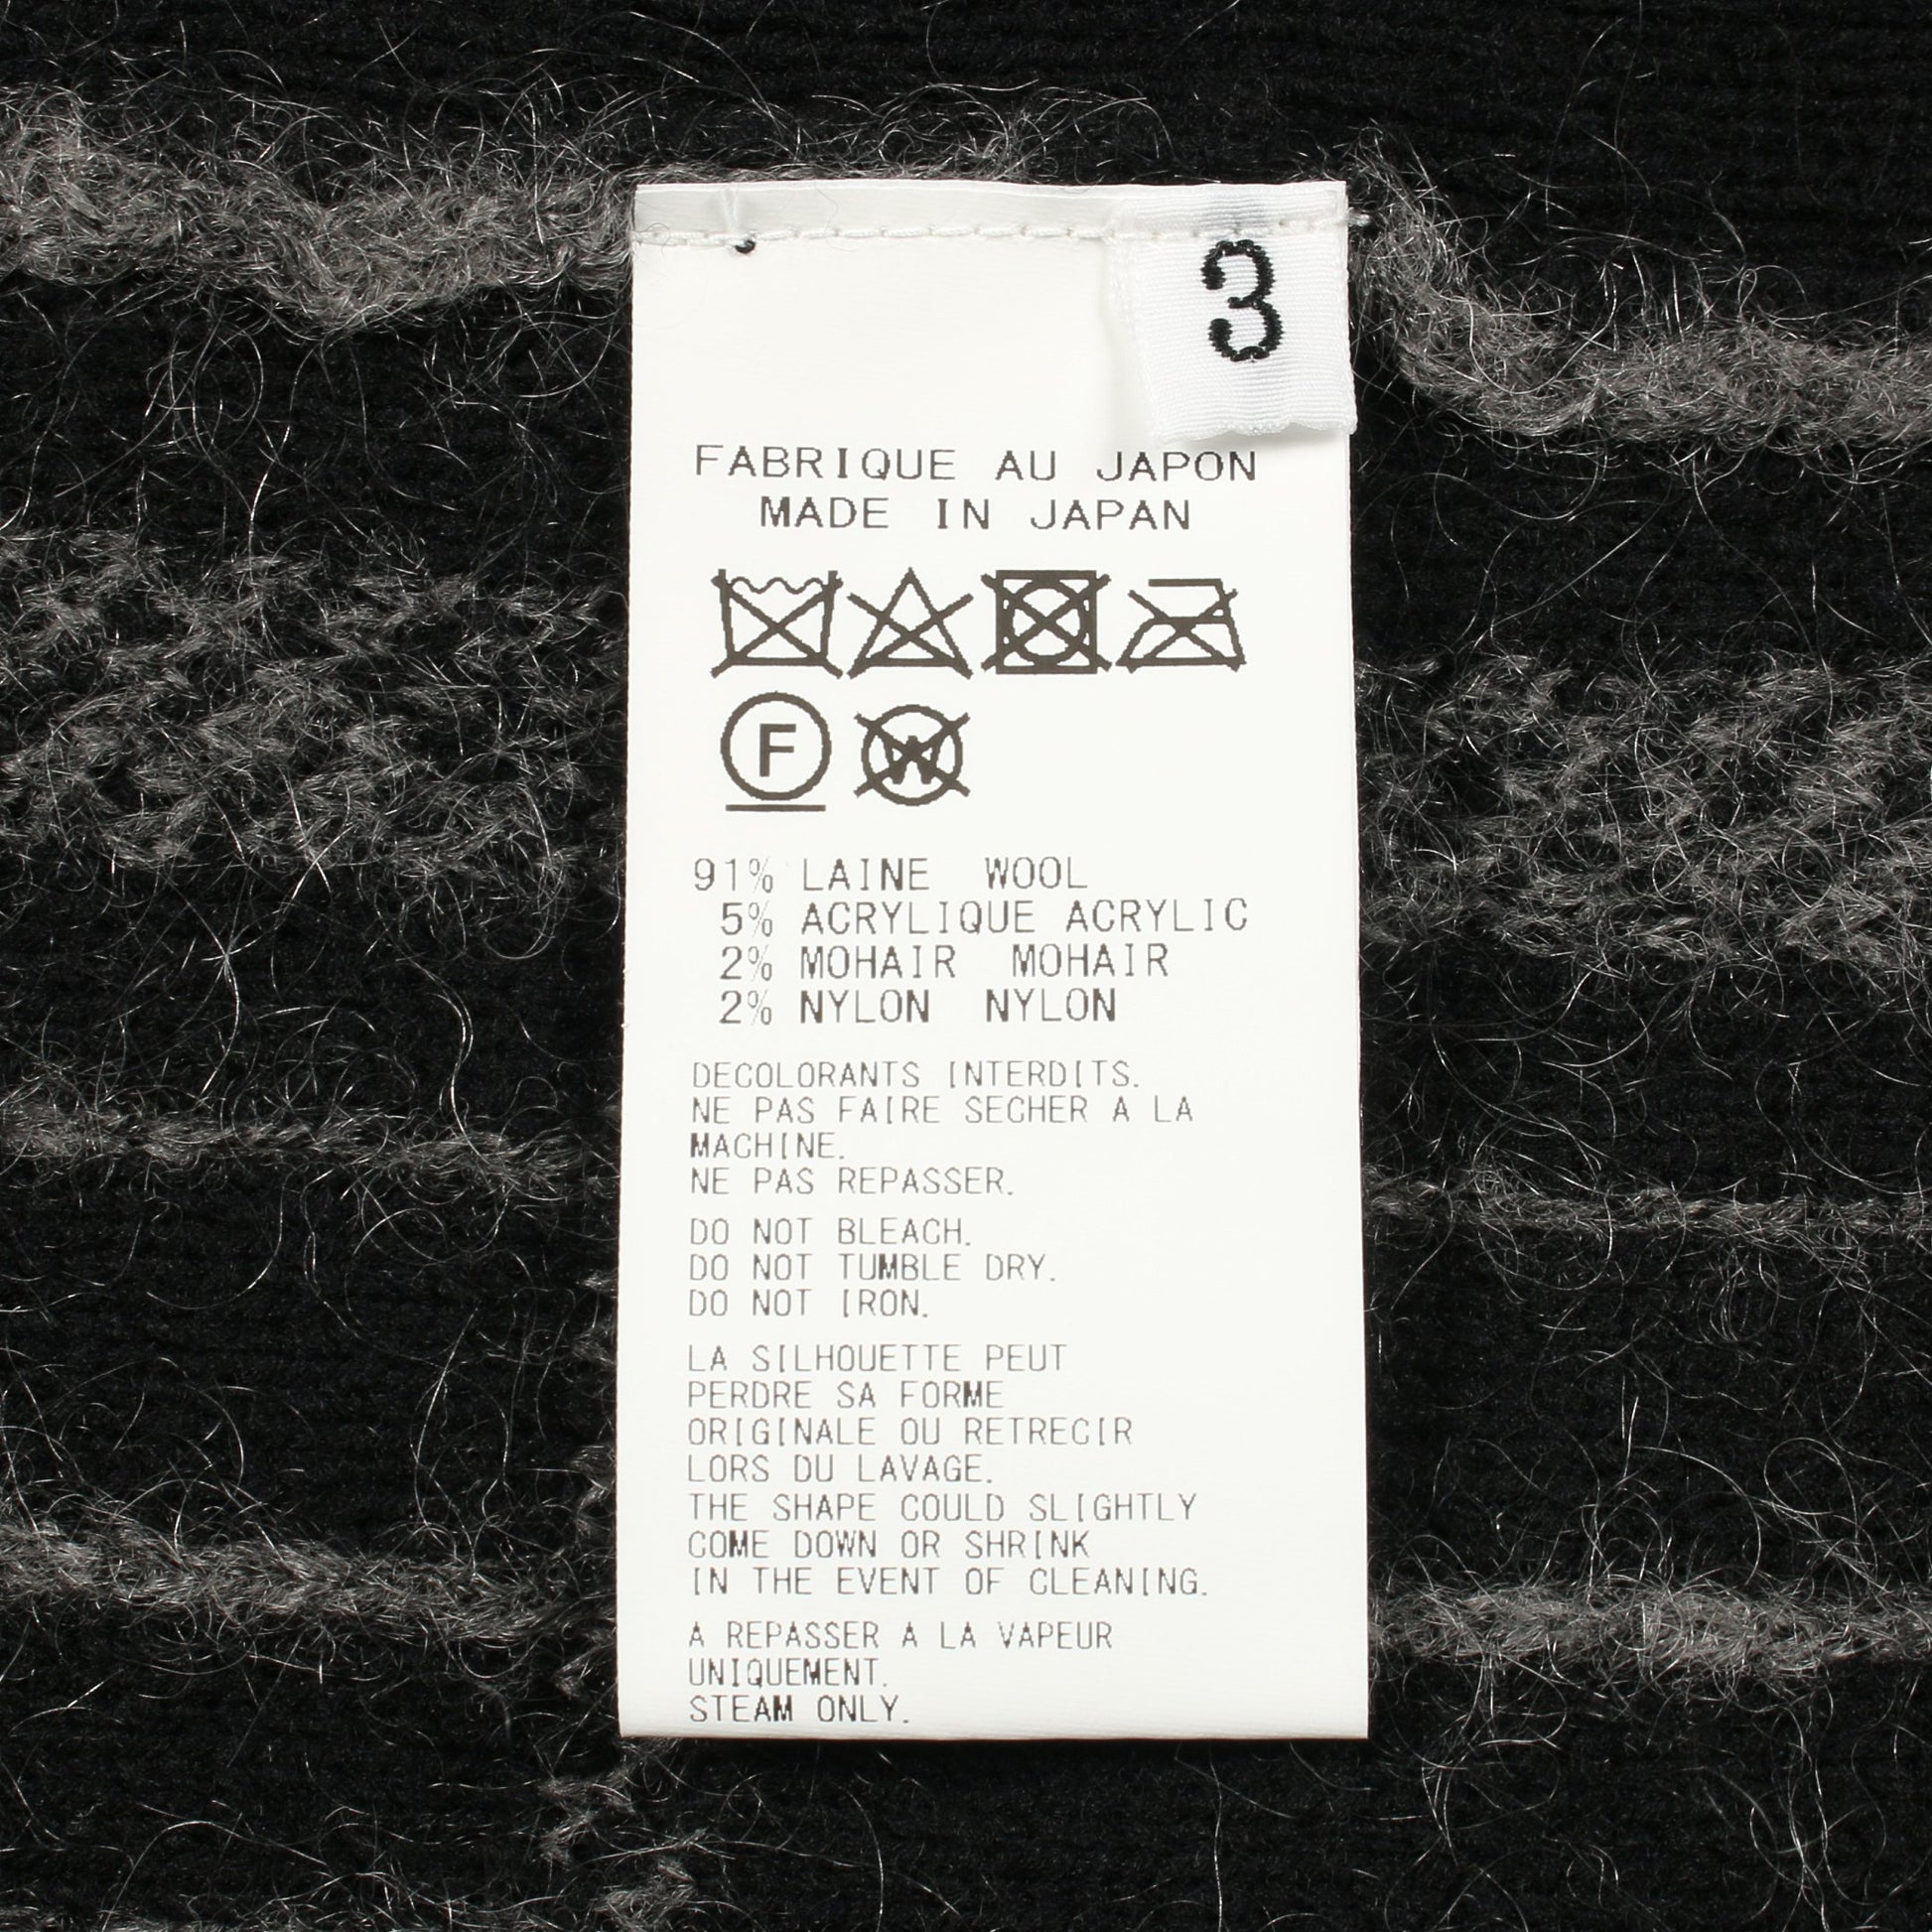 3
FABRIQUE AU JAPON
MADE IN JAPAN
F W
91% LAINE WOOL
5% ACRYLIQUE ACRYLIC
2% MOHAIR MOHAIR
2% NYLON NYLON
DECOLORANTS INTERDITS.
NE PAS FAIRE SECHER A LA
MACHINE.
NE PAS REPASSER.
DO NOT BLEACH.
DO NOT TUMBLE DRY.
DO NOT IRON.
LA SILHOUETTE PEUT
PERDRE SA FORME
ORIGINALE OU RETRECIR
LORS DU LAVAGE.
THE SHAPE COULD SLIGHTLY
COME DOWN OR SHRINK
IN THE EVENT OF CLEANING.
A REPASSER A LA VAPEUR
UNIQUEMENT.
STEAM ONLY.